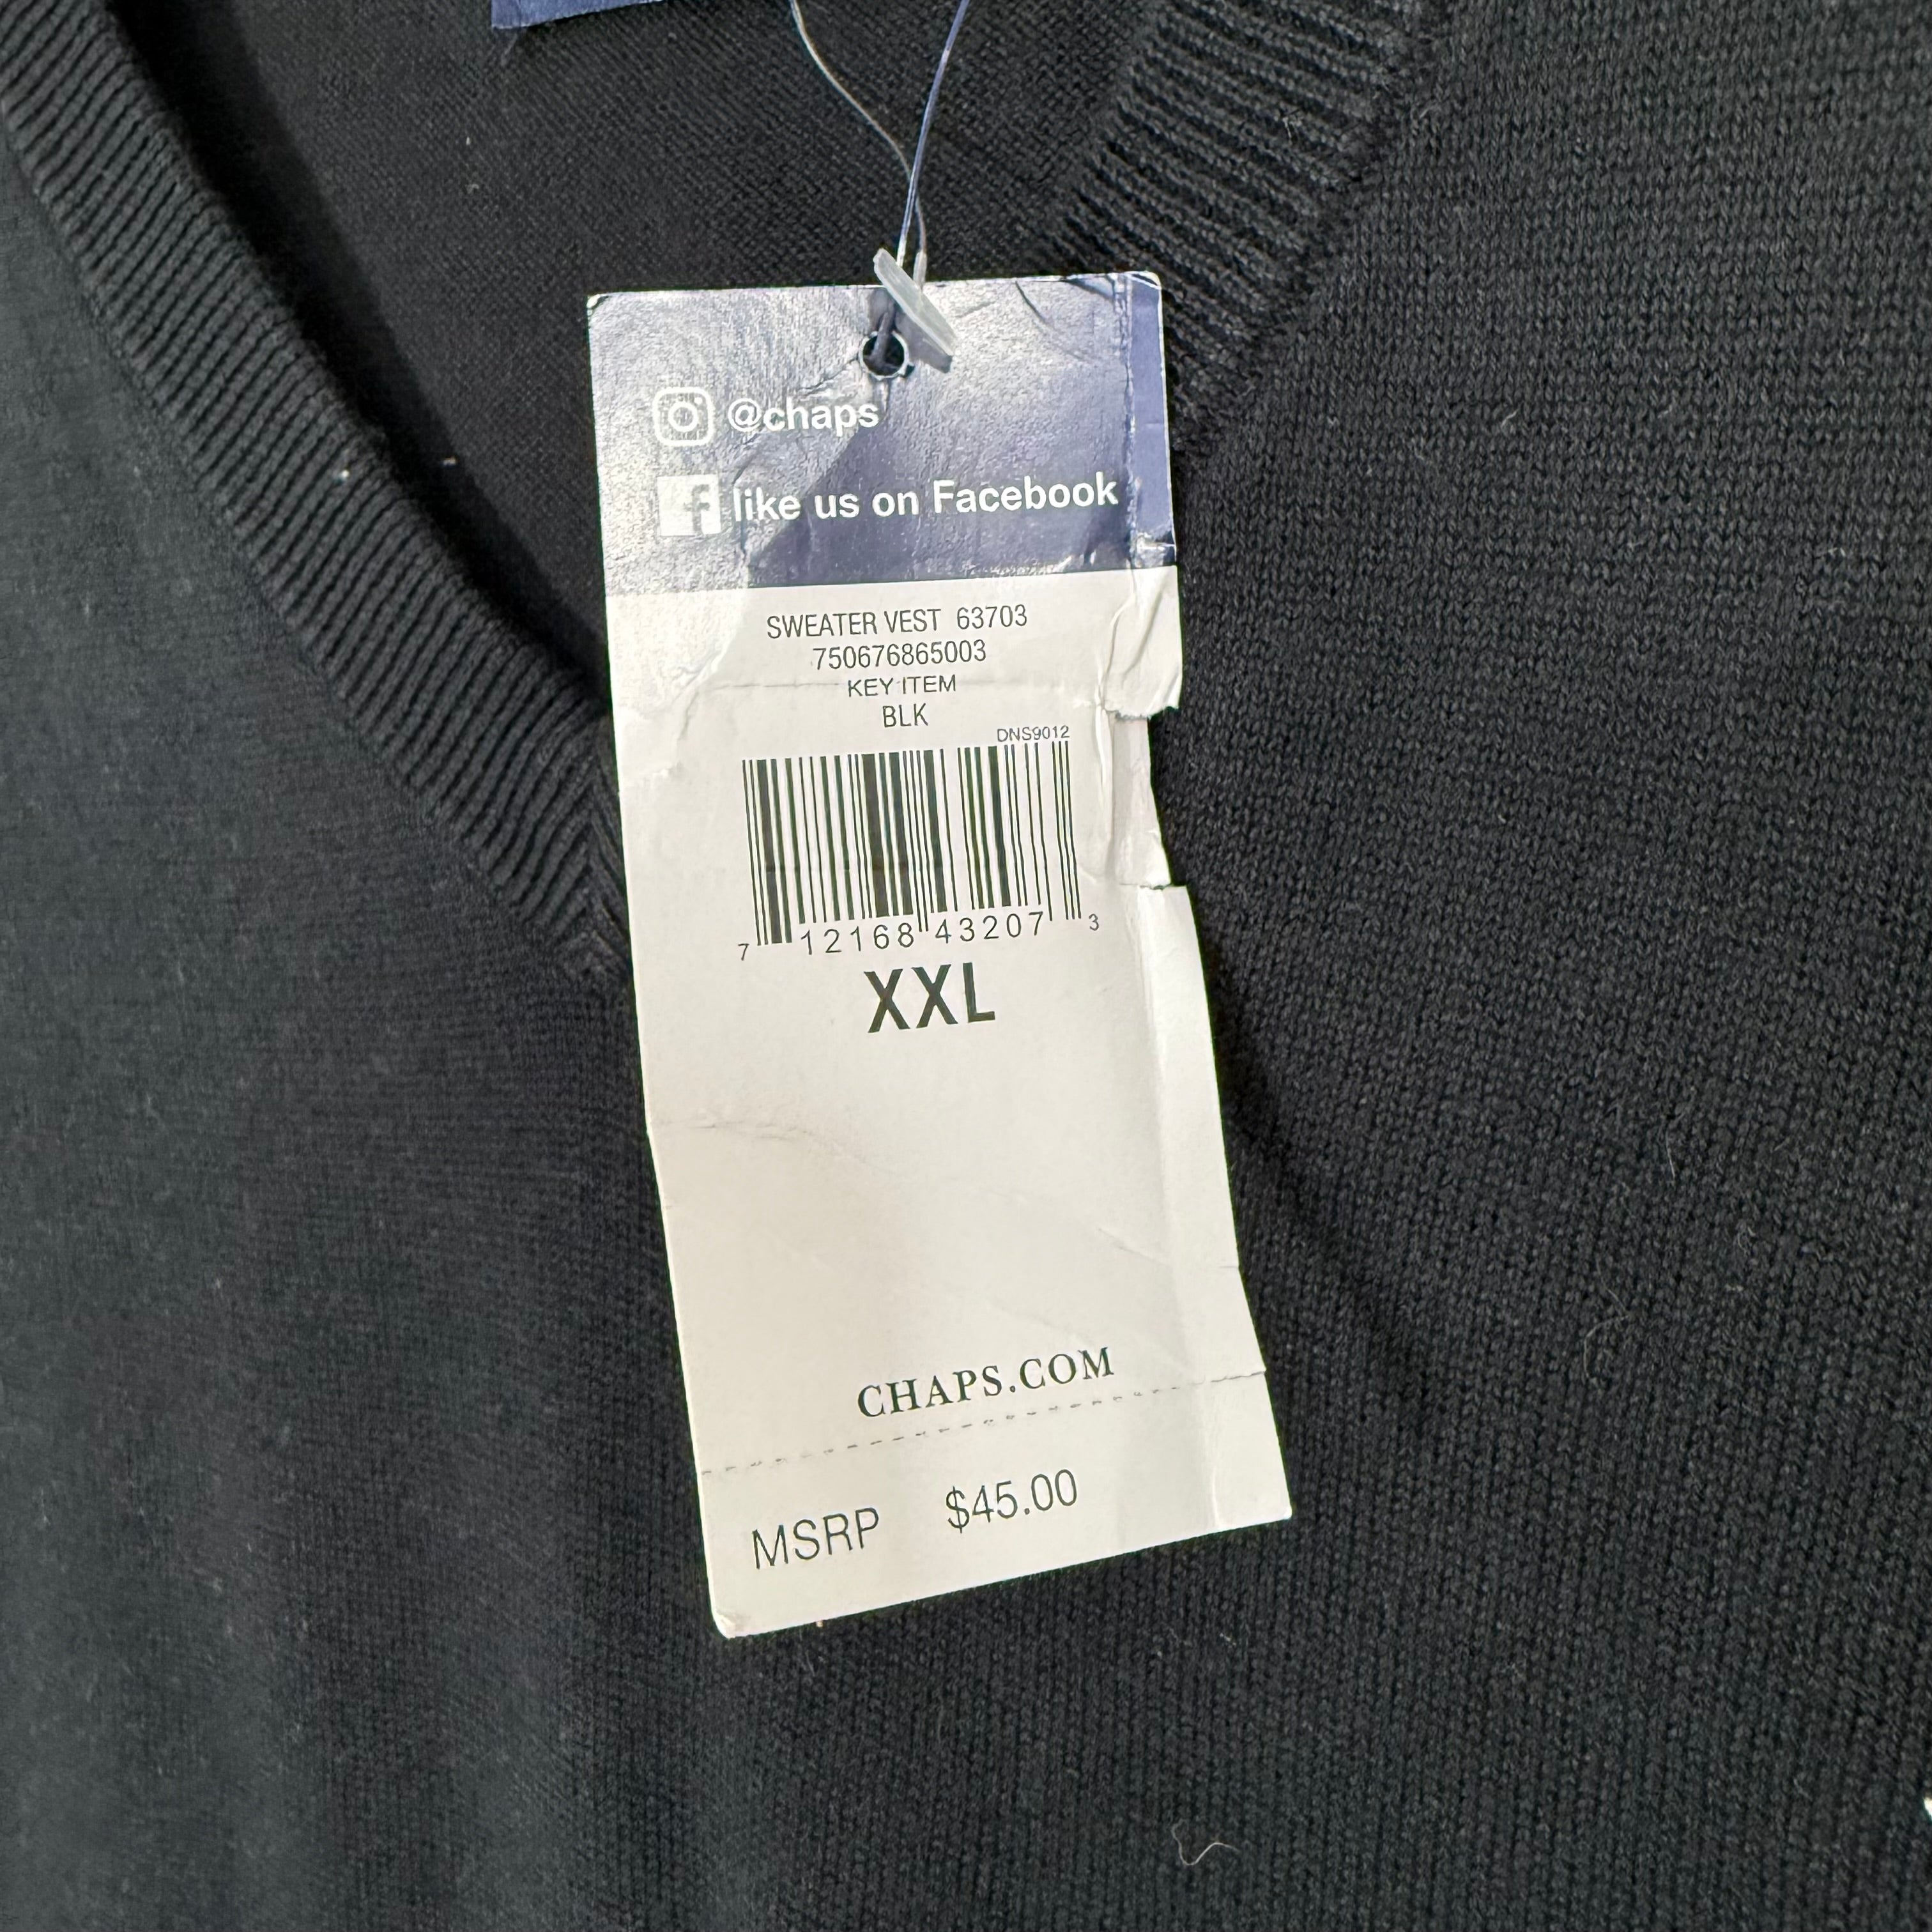 @chaps
like us on Facebook
SWEATER VEST 63703
750676865003
KEY ITEM
BLK
DNS9012
7 12168 43207 3
XXL
CHAPS.COM
MSRP $45.00